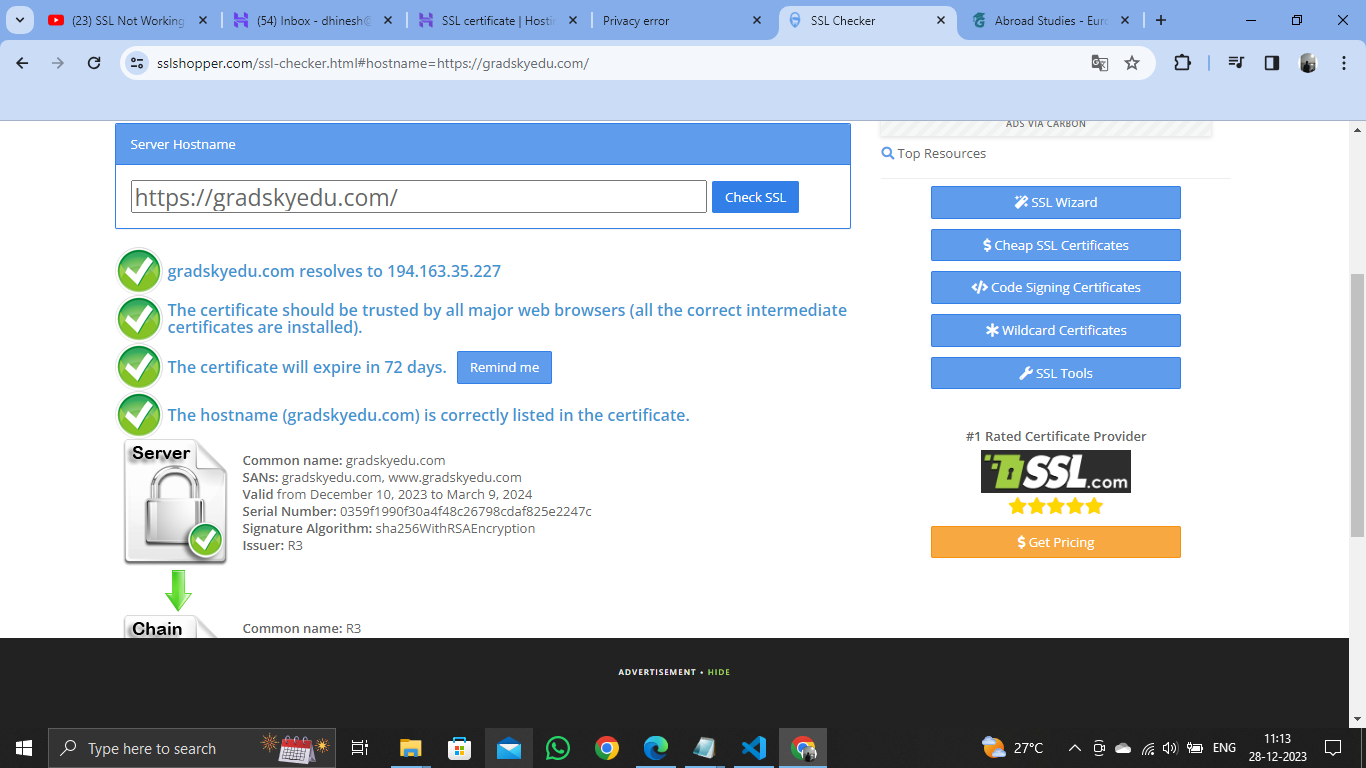 (23) SSL Not Working
(54) Inbox - dhinesh@
SSL certificate | Hostin
Privacy error
SSL Checker
Abroad Studies - Euro
sslshopper.com/ssl-checker.html#hostname=https://gradskyedu.com/
ADS VIA CARBON
Server Hostname
https://gradskyedu.com/
Check SSL
gradskyedu.com resolves to 194.163.35.227
The certificate should be trusted by all major web browsers (all the correct intermediate
certificates are installed).
The certificate will expire in 72 days.
Remind me
The hostname (gradskyedu.com) is correctly listed in the certificate.
Server
Common name: gradskyedu.com
SANs: gradskyedu.com, www.gradskyedu.com
Valid from December 10, 2023 to March 9, 2024
Serial Number: 0359f1990f30a4f48c26798cdaf825e2247c
Signature Algorithm: sha256WithRSAEncryption
Issuer: R3
Chain
Common name: R3
Top Resources
SSL Wizard
$ Cheap SSL Certificates
Code Signing Certificates
Wildcard Certificates
SSL Tools
#1 Rated Certificate Provider
SSL.com
$ Get Pricing
ADVERTISEMENT • HIDE
Type here to search
27°C
ENG
11:13
28-12-2023